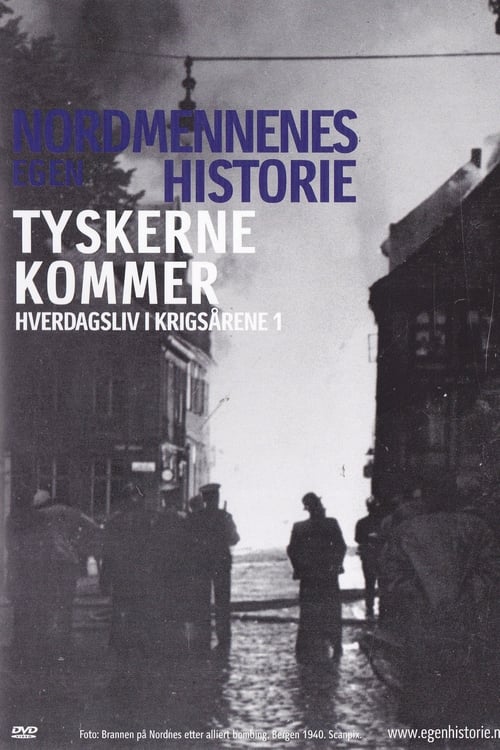 NORDMENNENES
EGEN HISTORIE
TYSKERNE
KOMMER
HVERDAGSLIV I KRIGSÅRENE 1
DVD
VIDEO
Foto: Brannen på Nordnes etter alliert bombing. Bergen 1940. Scanpix.
www.egenhistorie.n